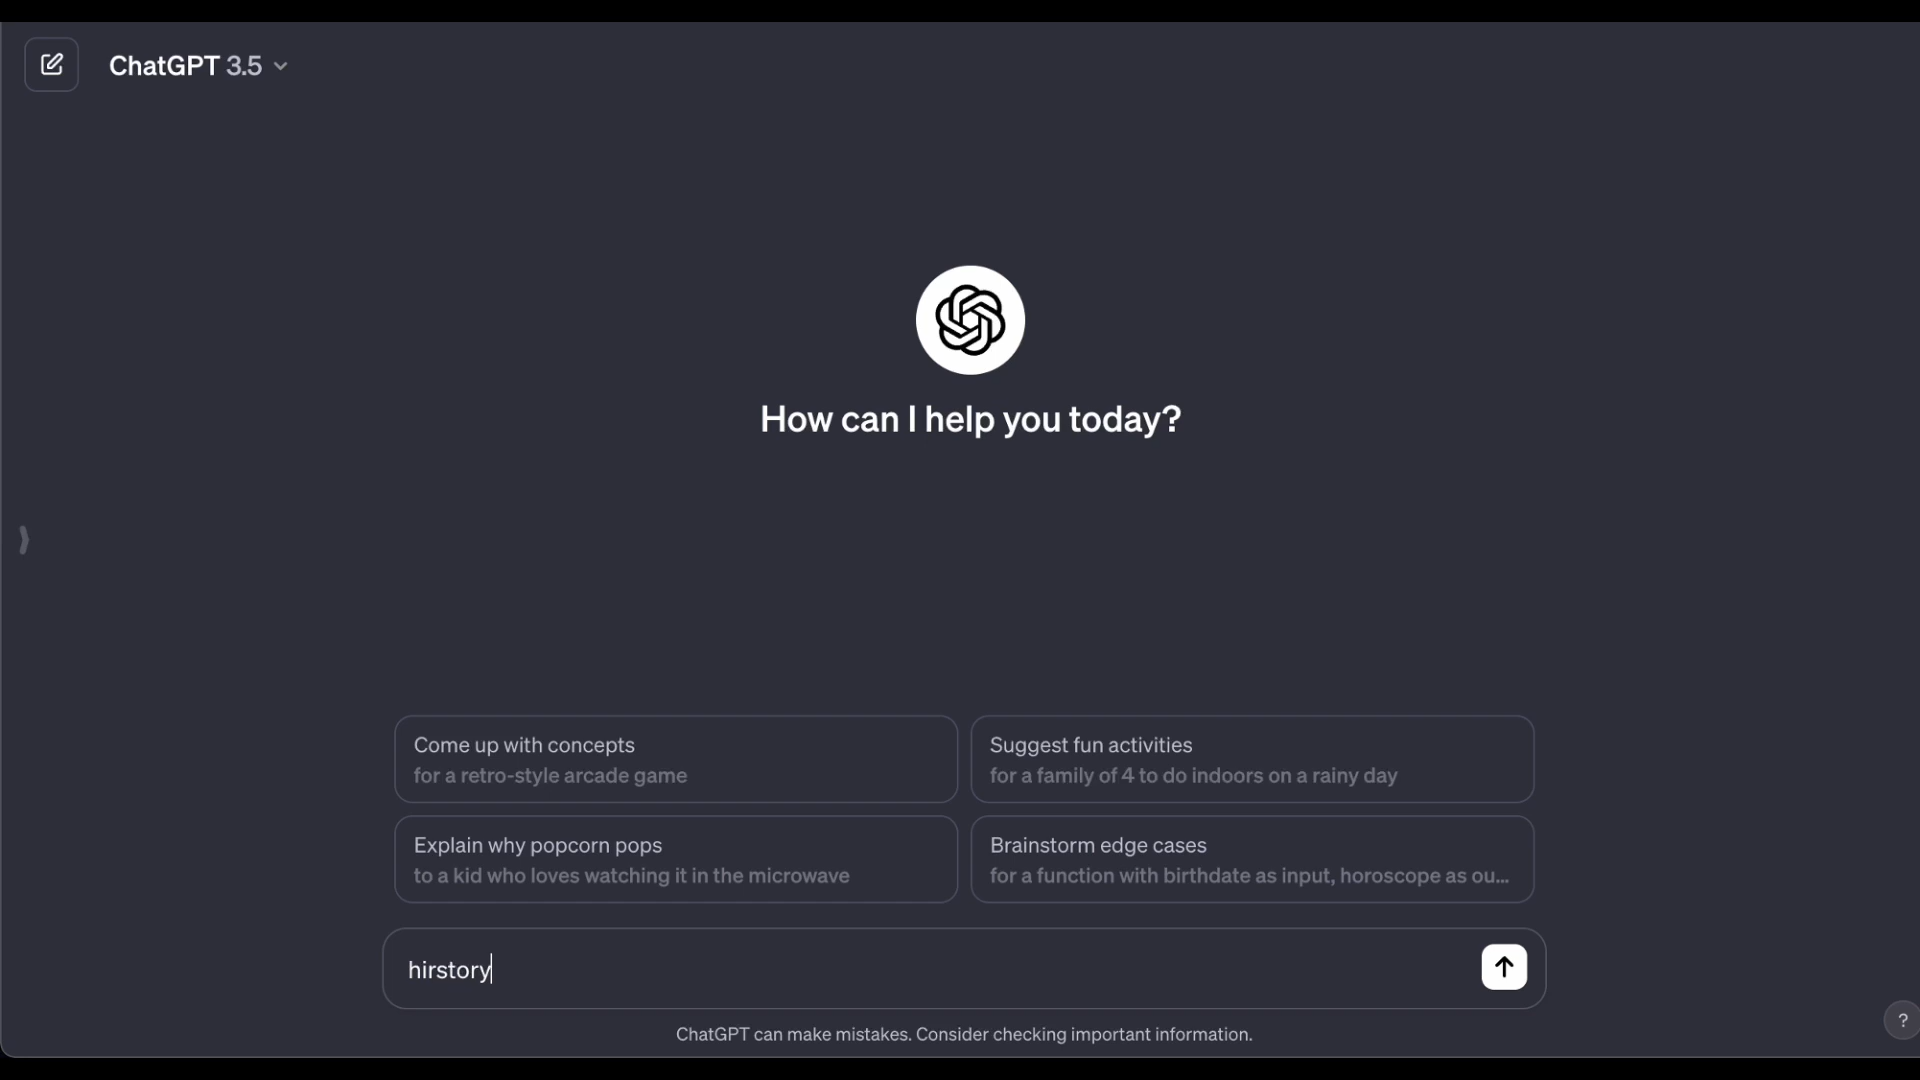 ChatGPT 3.5
How can I help you today?
Come up with concepts
for a retro-style arcade game
Suggest fun activities
for a family of 4 to do indoors on a rainy day
Explain why popcorn pops
to a kid who loves watching it in the microwave
Brainstorm edge cases
for a function with birthdate as input, horoscope as ou...
hirstory
ChatGPT can make mistakes. Consider checking important information.
?